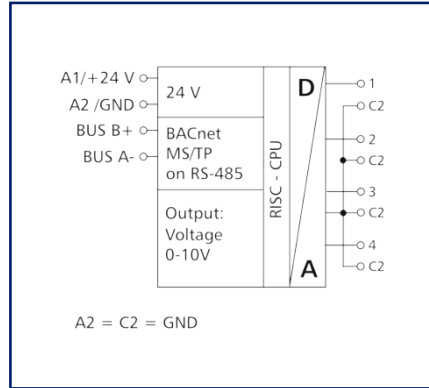 A1/+24 V
A2 /GND
BUS B+
BUS A-
24 V
BACnet
MS/TP
on RS-485
Output:
Voltage
0-10V
RISC - CPU
D
A
1
C2
2
C2
3
C2
4
C2
A2 = C2 = GND